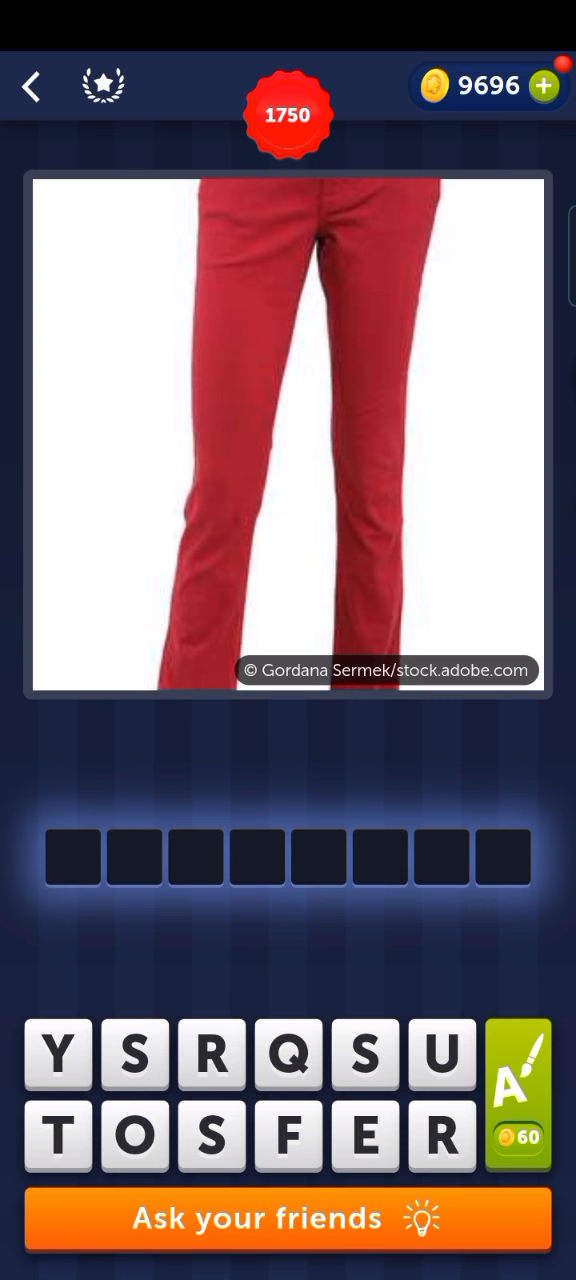 1750
9696
© Gordana Sermek/stock.adobe.com
Y S R Q S U
T O S F E R
A
60
Ask your friends